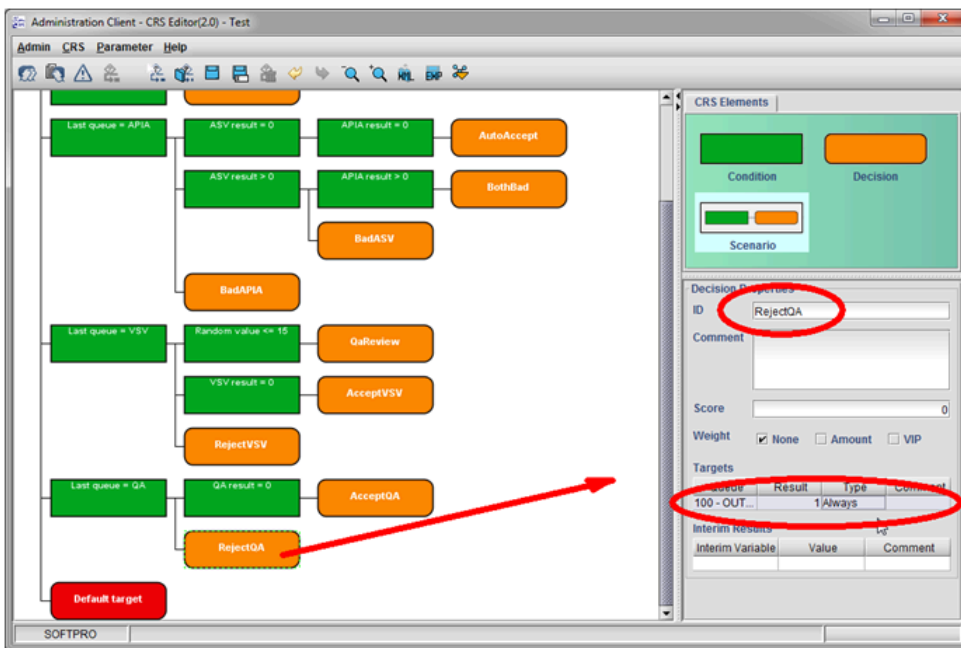 Administration Client - CRS Editor(2.0) - Test
Admin CRS Parameter Help
XML EXP
CRS Elements
Condition Decision
Scenario
Last queue = APIA ASV result = 0 APIA result = 0 AutoAccept
ASV result > 0 APIA result > 0 BothBad
BadASV
BadAPIA
Last queue = VSV Random value <= 15 QaReview
VSV result = 0 AcceptVSV
RejectVSV
Last queue = QA QA result = 0 AcceptQA
RejectQA
Default target
Decision Properties
ID RejectQA
Comment
Score 0
Weight None Amount VIP
Targets
Queue Result Type Comment
100 - OUT... 1 Always
Interim Results
Interim Variable Value Comment
SOFTPRO